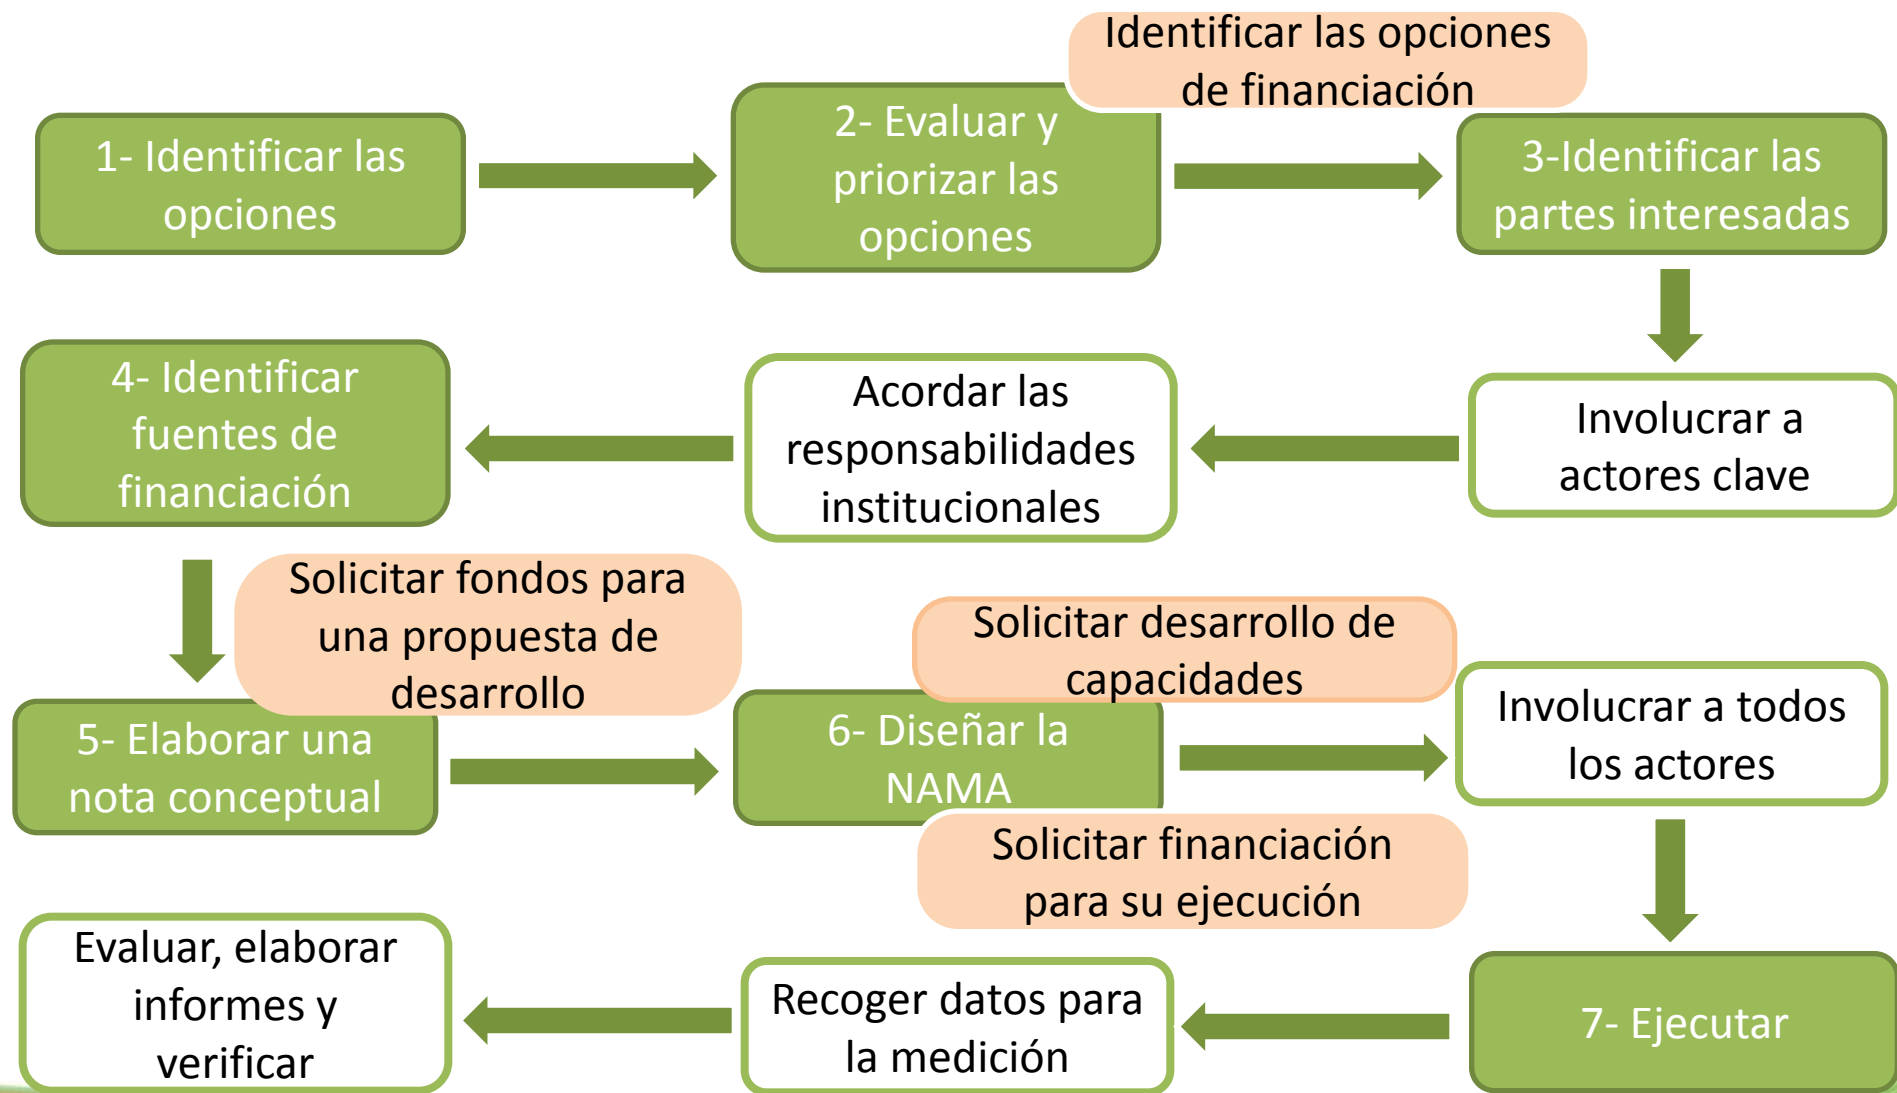 Identificar las opciones
de financiación
1- Identificar las
opciones
2- Evaluar y
priorizar las
opciones
3-Identificar las
partes interesadas
4- Identificar
fuentes de
financiación
Acordar las
responsabilidades
institucionales
Involucrar a
actores clave
Solicitar fondos para
una propuesta de
desarrollo
Solicitar desarrollo de
capacidades
5- Elaborar una
nota conceptual
6- Diseñar la
NAMA
Involucrar a todos
los actores
Solicitar financiación
para su ejecución
Evaluar, elaborar
informes y
verificar
Recoger datos para
la medición
7- Ejecutar